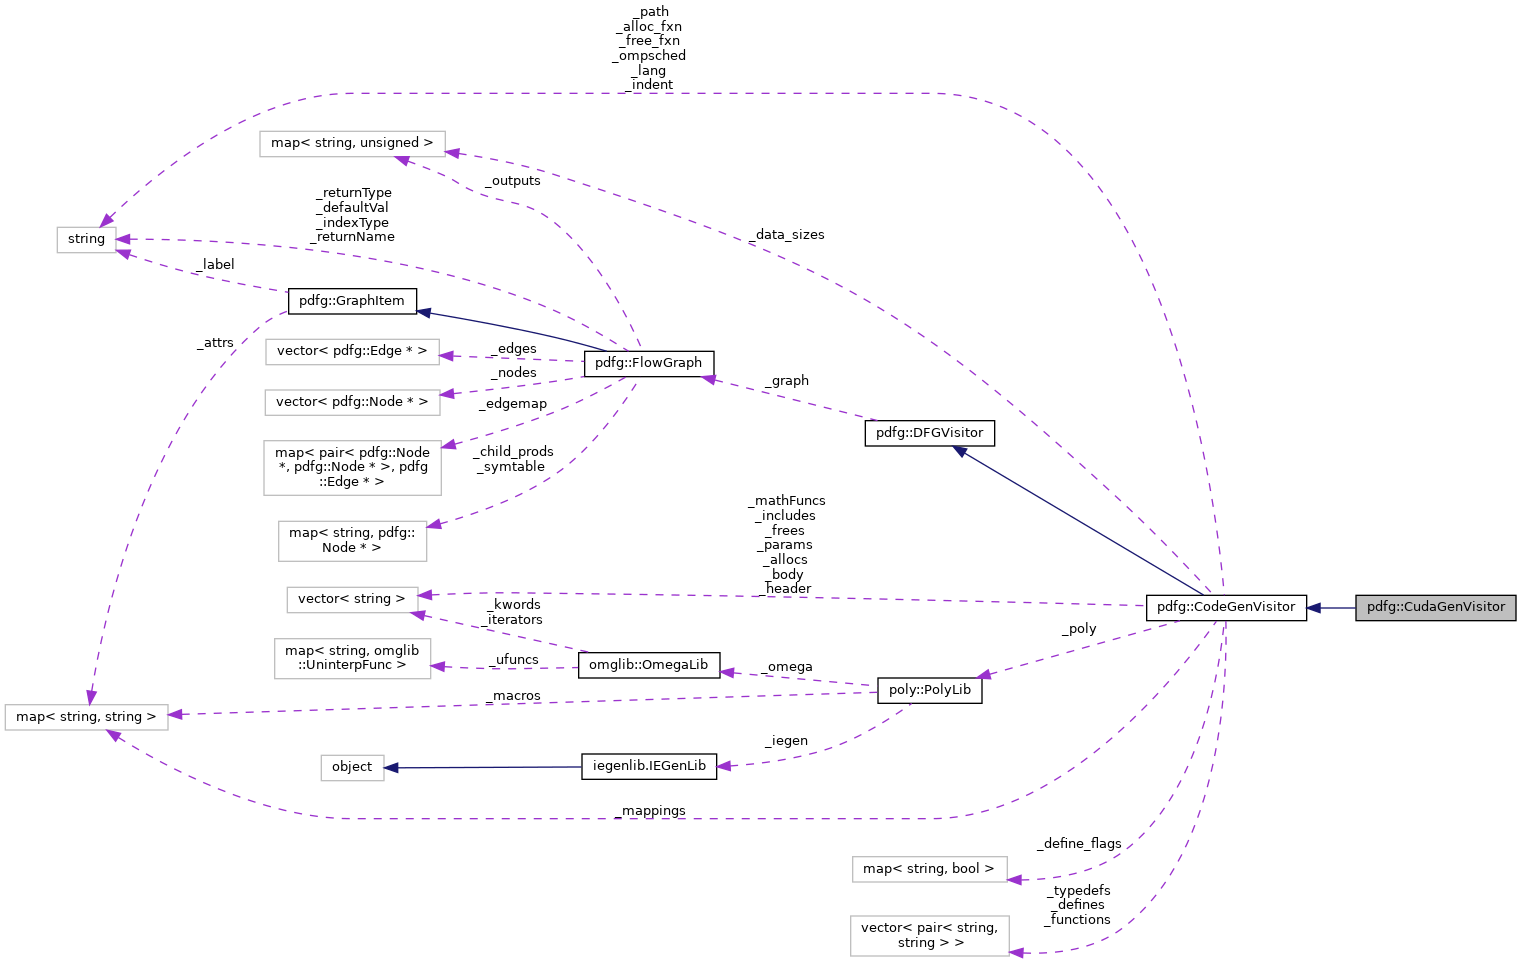 _path
_alloc_fxn
_free_fxn
_ompsched
_lang
_indent
map< string, unsigned >
_outputs
_returnType
_defaultVal
_indexType
_returnName
_data_sizes
string
_label
pdfg::GraphItem
_attrs
vector< pdfg::Edge * >
_edges
pdfg::FlowGraph
_nodes
_graph
vector< pdfg::Node * >
_edgemap
pdfg::DFGVisitor
map< pair< pdfg::Node
*, pdfg::Node * >, pdfg
::Edge * >
_child_prods
_symtable
map< string, pdfg::
Node * >
_mathFuncs
_includes
_frees
_params
_allocs
_body
_header
vector< string >
_kwords
_iterators
pdfg::CodeGenVisitor
pdfg::CudaGenVisitor
_poly
map< string, omglib
::UninterpFunc >
_ufuncs
omglib::OmegaLib
_omega
poly::PolyLib
_macros
map< string, string >
_iegen
object
iegenlib.IEGenLib
_mappings
_define_flags
map< string, bool >
_typedefs
_defines
_functions
vector< pair< string,
string > >